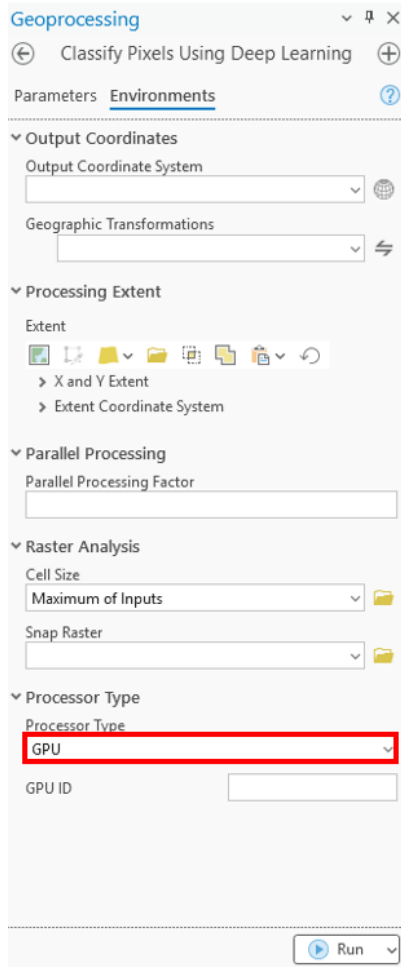 Geoprocessing
Classify Pixels Using Deep Learning
Parameters Environments
Output Coordinates
Output Coordinate System
Geographic Transformations
Processing Extent
Extent
X and Y Extent
Extent Coordinate System
Parallel Processing
Parallel Processing Factor
Raster Analysis
Cell Size
Maximum of Inputs
Snap Raster
Processor Type
Processor Type
GPU
GPU ID
Run